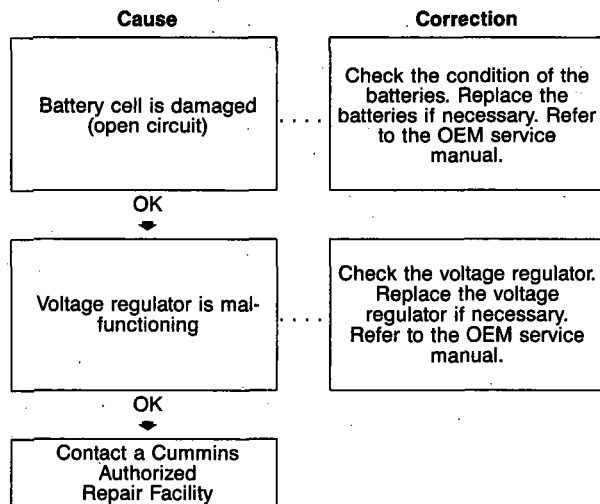 Cause
Correction
Battery cell is damaged
(open circuit)
. . . .
Check the condition of the
batteries. Replace the
batteries if necessary. Refer
to the OEM service
manual.
OK
Voltage regulator is mal-
functioning
. . . .
Check the voltage regulator.
Replace the voltage
regulator if necessary.
Refer to the OEM service
manual.
OK
Contact a Cummins
Authorized
Repair Facility